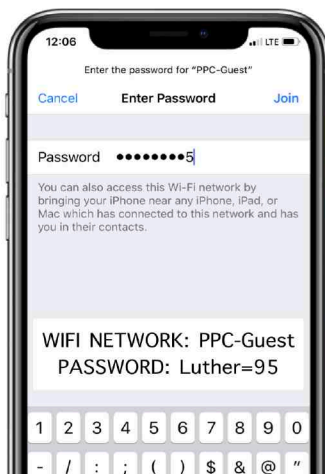 12:06 LTE
Enter the password for "PPC-Guest"
Cancel Enter Password Join
Password ••••••••5
You can also access this Wi-Fi network by
bringing your iPhone near any iPhone, iPad, or
Mac which has connected to this network and has
you in their contacts.
WIFI NETWORK: PPC-Guest
PASSWORD: Luther=95
1 2 3 4 5 6 7 8 9 0
- / : ; ( ) $ & @ "